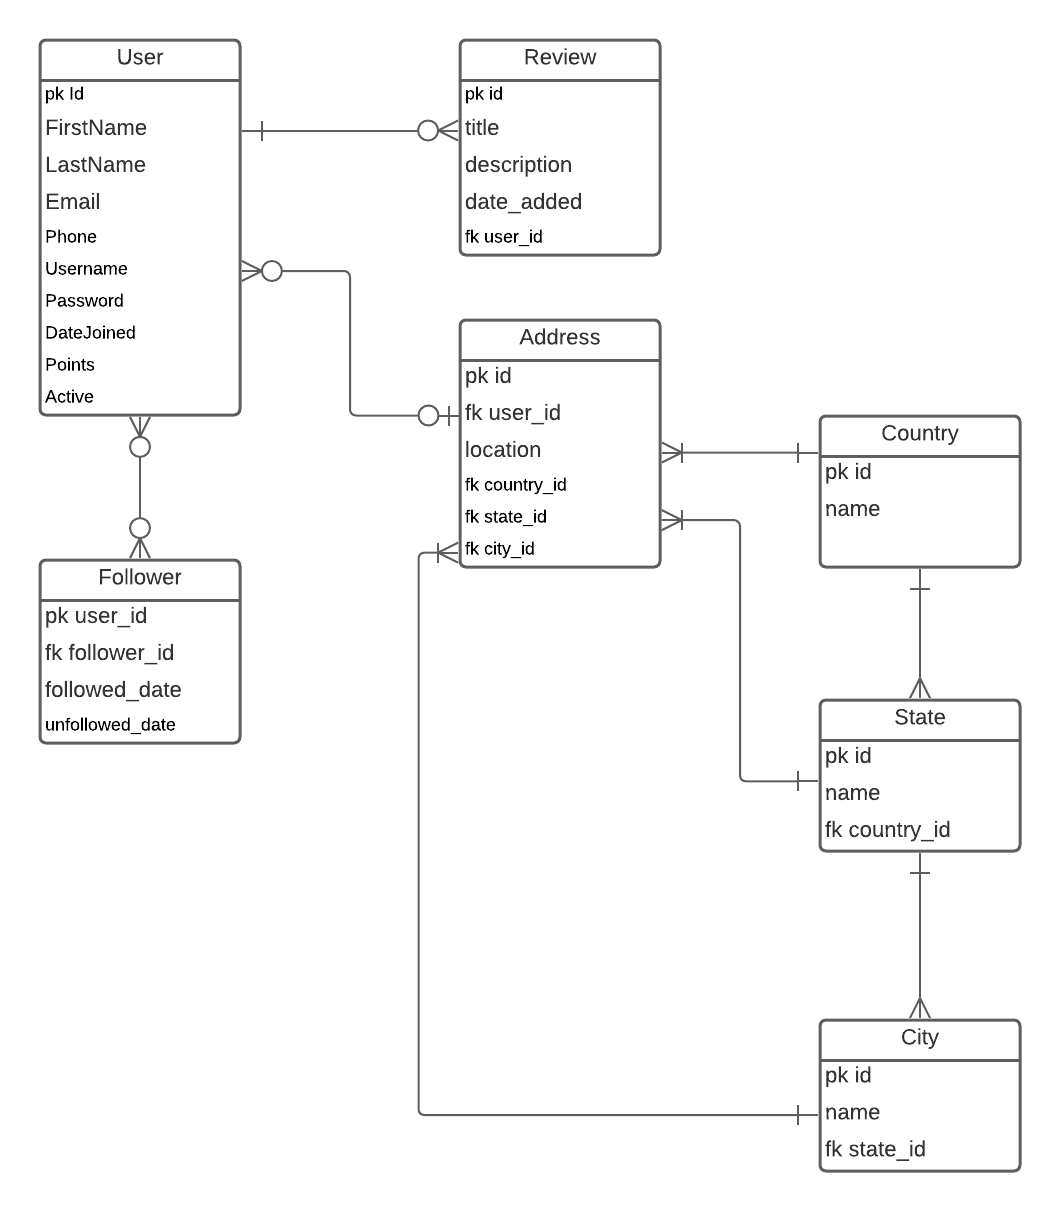 User
pk Id
FirstName
LastName
Email
Phone
Username
Password
DateJoined
Points
Active
Review
pk id
title
description
date_added
fk user_id
Address
pk id
fk user_id
location
fk country_id
fk state_id
fk city_id
Country
pk id
name
Follower
pk user_id
fk follower_id
followed_date
unfollowed_date
State
pk id
name
fk country_id
City
pk id
name
fk state_id